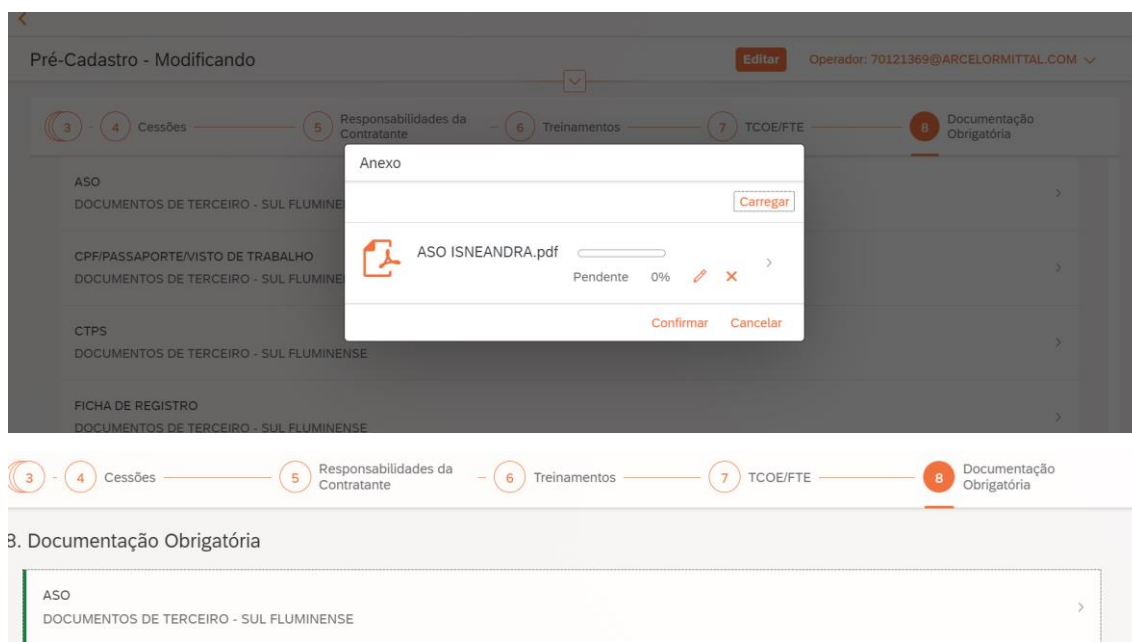 Pré-Cadastro - Modificando
Editar
Operador: 70121369@ARCELORMITTAL.COM
3 - 4 Cessões
5 Responsabilidades da
Contratante
6 Treinamentos
7 TCOE/FTE
8 Documentação
Obrigatória
Anexo
Carregar
ASO ISNEANDRA.pdf
Pendente 0%
Confirmar Cancelar
ASO
DOCUMENTOS DE TERCEIRO - SUL FLUMINE
CPF/PASSAPORTE/VISTO DE TRABALHO
DOCUMENTOS DE TERCEIRO - SUL FLUMINE
CTPS
DOCUMENTOS DE TERCEIRO - SUL FLUMINENSE
FICHA DE REGISTRO
DOCUMENTOS DE TERCEIRO - SUL FLUMINENSE
3 - 4 Cessões
5 Responsabilidades da
Contratante
6 Treinamentos
7 TCOE/FTE
8 Documentação
Obrigatória
8. Documentação Obrigatória
ASO
DOCUMENTOS DE TERCEIRO - SUL FLUMINENSE